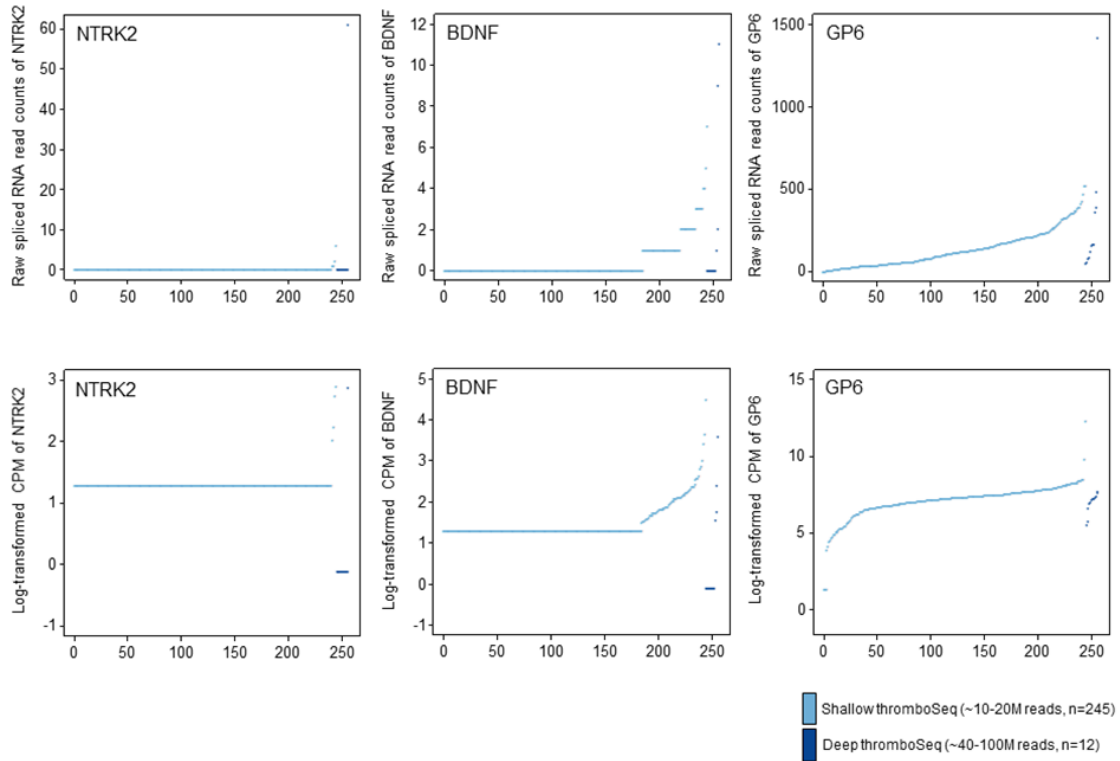 Raw spliced RNA read counts of NTRK2
NTRK2
60
50
40
30
20
10
0
0 50 100 150 200 250
Raw spliced RNA read counts of BDNF
BDNF
12
10
8
6
4
2
0
0 50 100 150 200 250
Raw spliced RNA read counts of GP6
GP6
1500
1000
500
0
0 50 100 150 200 250
Log-transformed CPM of NTRK2
NTRK2
3
2
1
0
-1
0 50 100 150 200 250
Log-transformed CPM of BDNF
BDNF
5
4
3
2
1
0
-1
0 50 100 150 200 250
Log-transformed CPM of GP6
GP6
15
10
5
0
0 50 100 150 200 250
Shallow thromboSeq (~10-20M reads, n=245)
Deep thromboSeq (~40-100M reads, n=12)